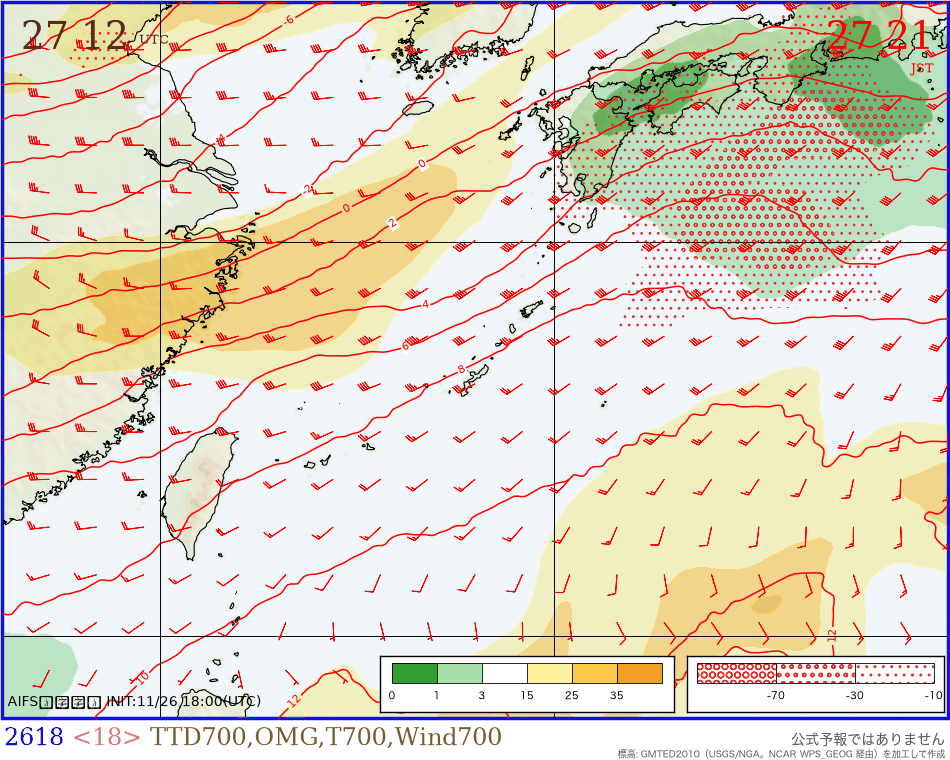 27 12 UTC
27 21
JST
-6
-4
-2
0
0
2
4
6
8
10
12
12
0 1 3 15 25 35
-70 -30 -10
AIFS INIT:11/26 18:00(UTC)
2618 <18> TTD700,OMG,T700,Wind700
公式予報ではありません
標高: GMTED2010（USGS/NGA。NCAR WPS_GEOG 経由）を加工して作成